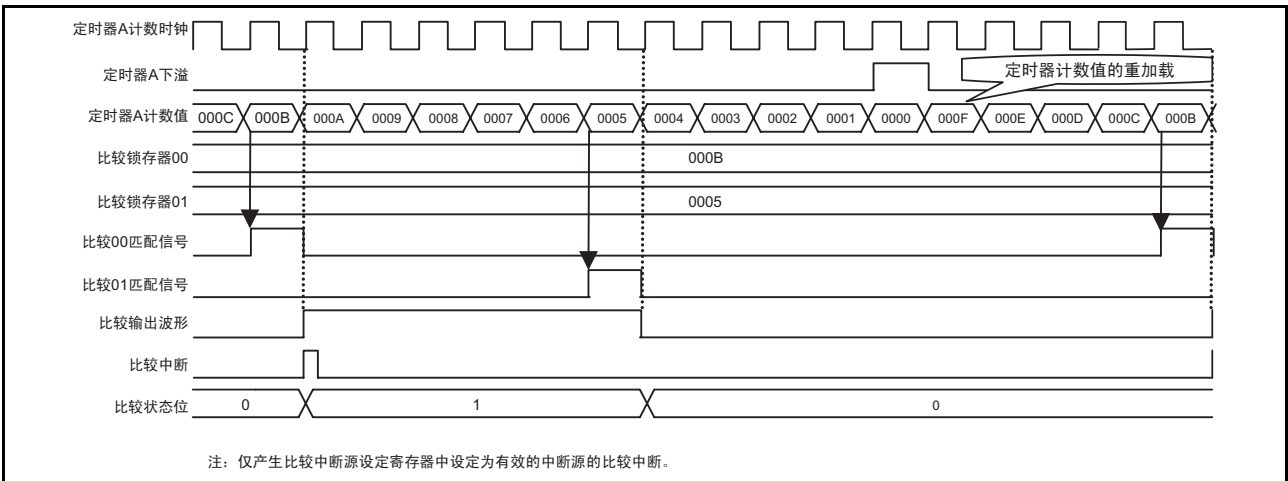 定时器A计数时钟
定时器A下溢
定时器计数值的重加载
定时器A计数值 000C 000B 000A 0009 0008 0007 0006 0005 0004 0003 0002 0001 0000 000F 000E 000D 000C 000B
比较锁存器00 000B
比较锁存器01 0005
比较00匹配信号
比较01匹配信号
比较输出波形
比较中断
比较状态位 0 1 0
注：仅产生比较中断源设定寄存器中设定为有效的中断源的比较中断。